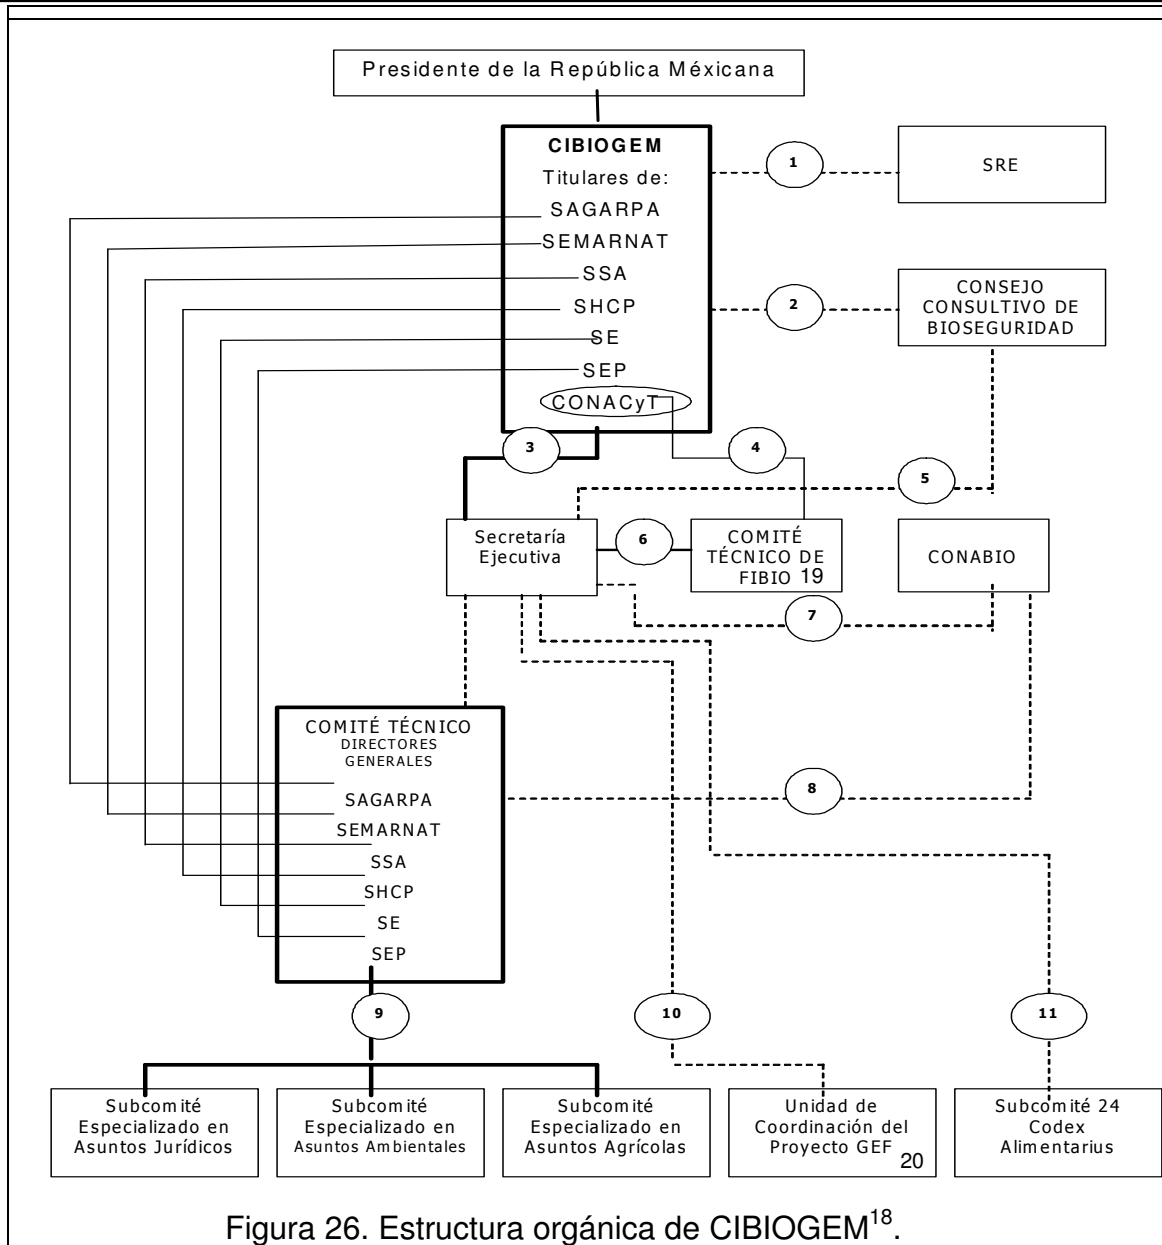 Presidente de la República Méxicana
CIBIOGEM
Titulares de:
SAGARPA
SEMARNAT
SSA
SHCP
SE
SEP
CONACyT
1
SRE
2
CONSEJO
CONSULTIVO DE
BIOSEGURIDAD
3
4
5
Secretaría
Ejecutiva
6
COMITÉ
TÉCNICO DE
FIBIO 19
CONABIO
7
COMITÉ TÉCNICO
DIRECTORES
GENERALES
SAGARPA
SEMARNAT
SSA
SHCP
SE
SEP
8
9
10
11
Subcomité
Especializado en
Asuntos Jurídicos
Subcomité
Especializado en
Asuntos Ambientales
Subcomité
Especializado en
Asuntos Agrícolas
Unidad de
Coordinación del
Proyecto GEF 20
Subcomité 24
Codex
Alimentarius
Figura 26. Estructura orgánica de CIBIOGEM18.